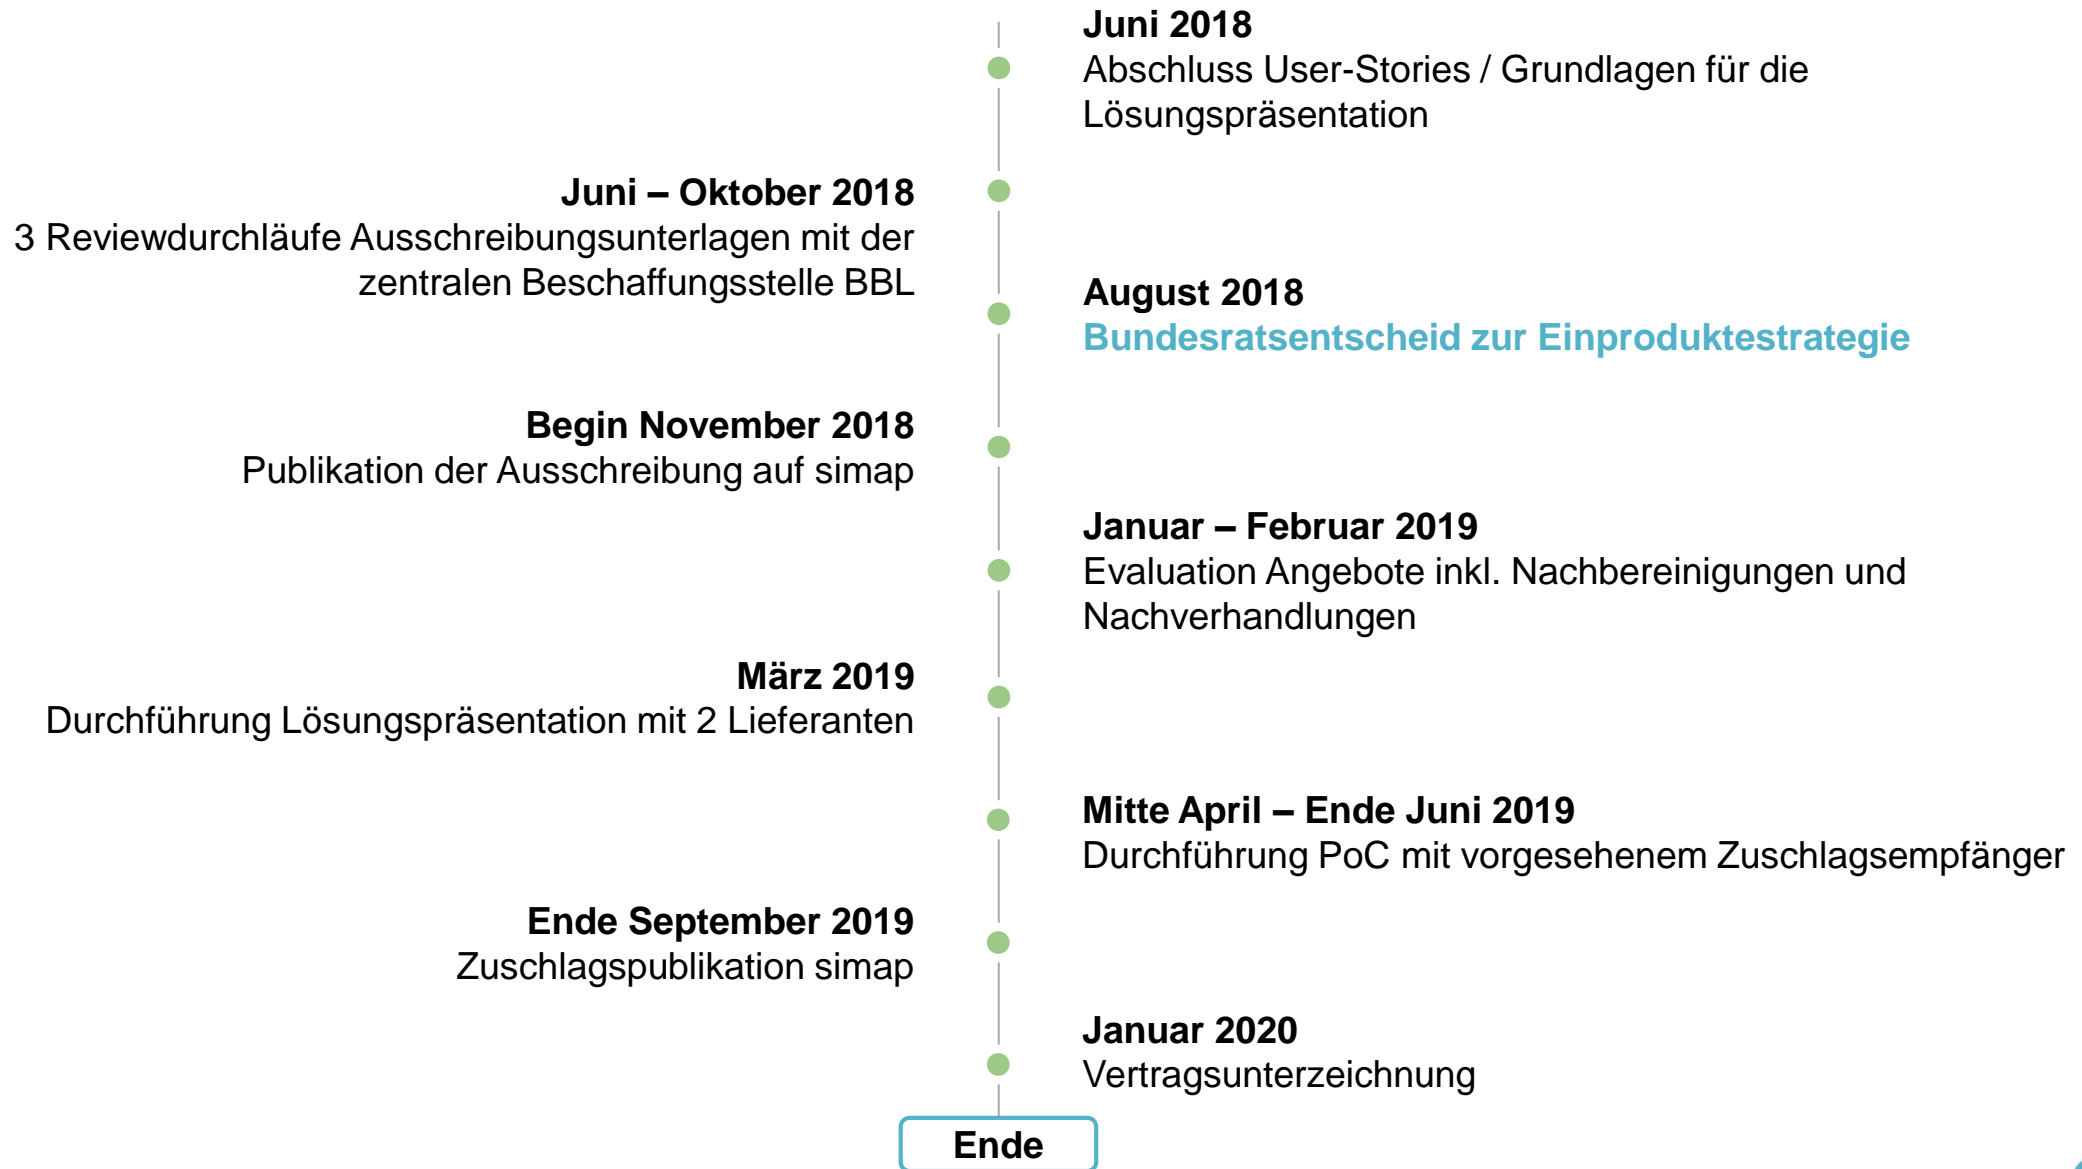 Juni 2018
Abschluss User-Stories / Grundlagen für die
Lösungspräsentation
Juni – Oktober 2018
3 Reviewdurchläufe Ausschreibungsunterlagen mit der
zentralen Beschaffungsstelle BBL
August 2018
Bundesratsentscheid zur Einproduktestrategie
Begin November 2018
Publikation der Ausschreibung auf simap
Januar – Februar 2019
Evaluation Angebote inkl. Nachbereinigungen und
Nachverhandlungen
März 2019
Durchführung Lösungspräsentation mit 2 Lieferanten
Mitte April – Ende Juni 2019
Durchführung PoC mit vorgesehenem Zuschlagsempfänger
Ende September 2019
Zuschlagspublikation simap
Januar 2020
Vertragsunterzeichnung
Ende